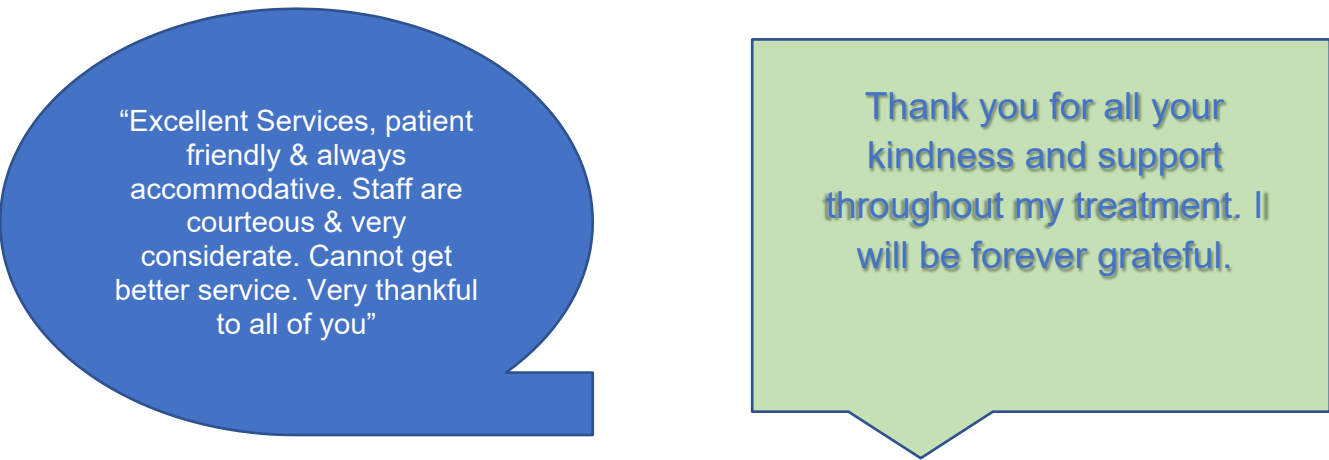 “Excellent Services, patient
friendly & always
accommodative. Staff are
courteous & very
considerate. Cannot get
better service. Very thankful
to all of you”
Thank you for all your
kindness and support
throughout my treatment. I
will be forever grateful.